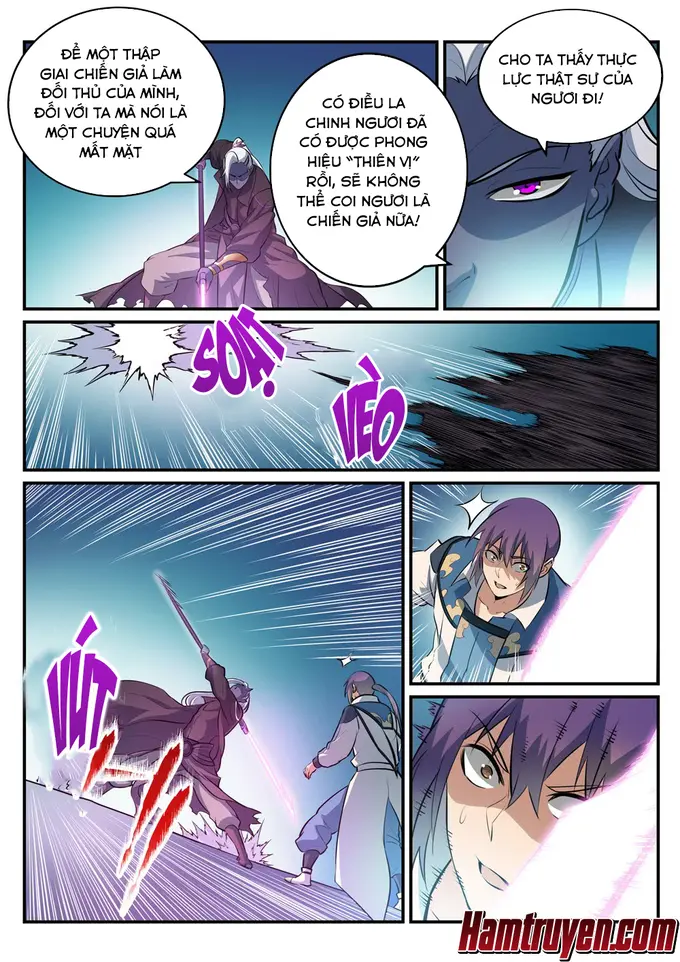 ĐỂ MỘT THẬP
GIAI CHIẾN GIẢ LÀM
ĐỐI THỦ CỦA MÌNH,
ĐỐI VỚI TA MÀ NÓI LÀ
MỘT CHUYỆN QUÁ
MẤT MẶT
CÓ ĐIỀU LA
CHINH NGƯƠI ĐÃ
CÓ ĐƯỢC PHONG
HIỆU "THIÊN VỊ"
RỒI, SẼ KHÔNG
THỂ COI NGƯƠI LÀ
CHIẾN GIẢ NỮA!
CHO TA THẤY THỰC
LỰC THẬT SỰ CỦA
NGƯƠI ĐI!
SOẠT
VÈO
VÚT
Hamtruyen.com